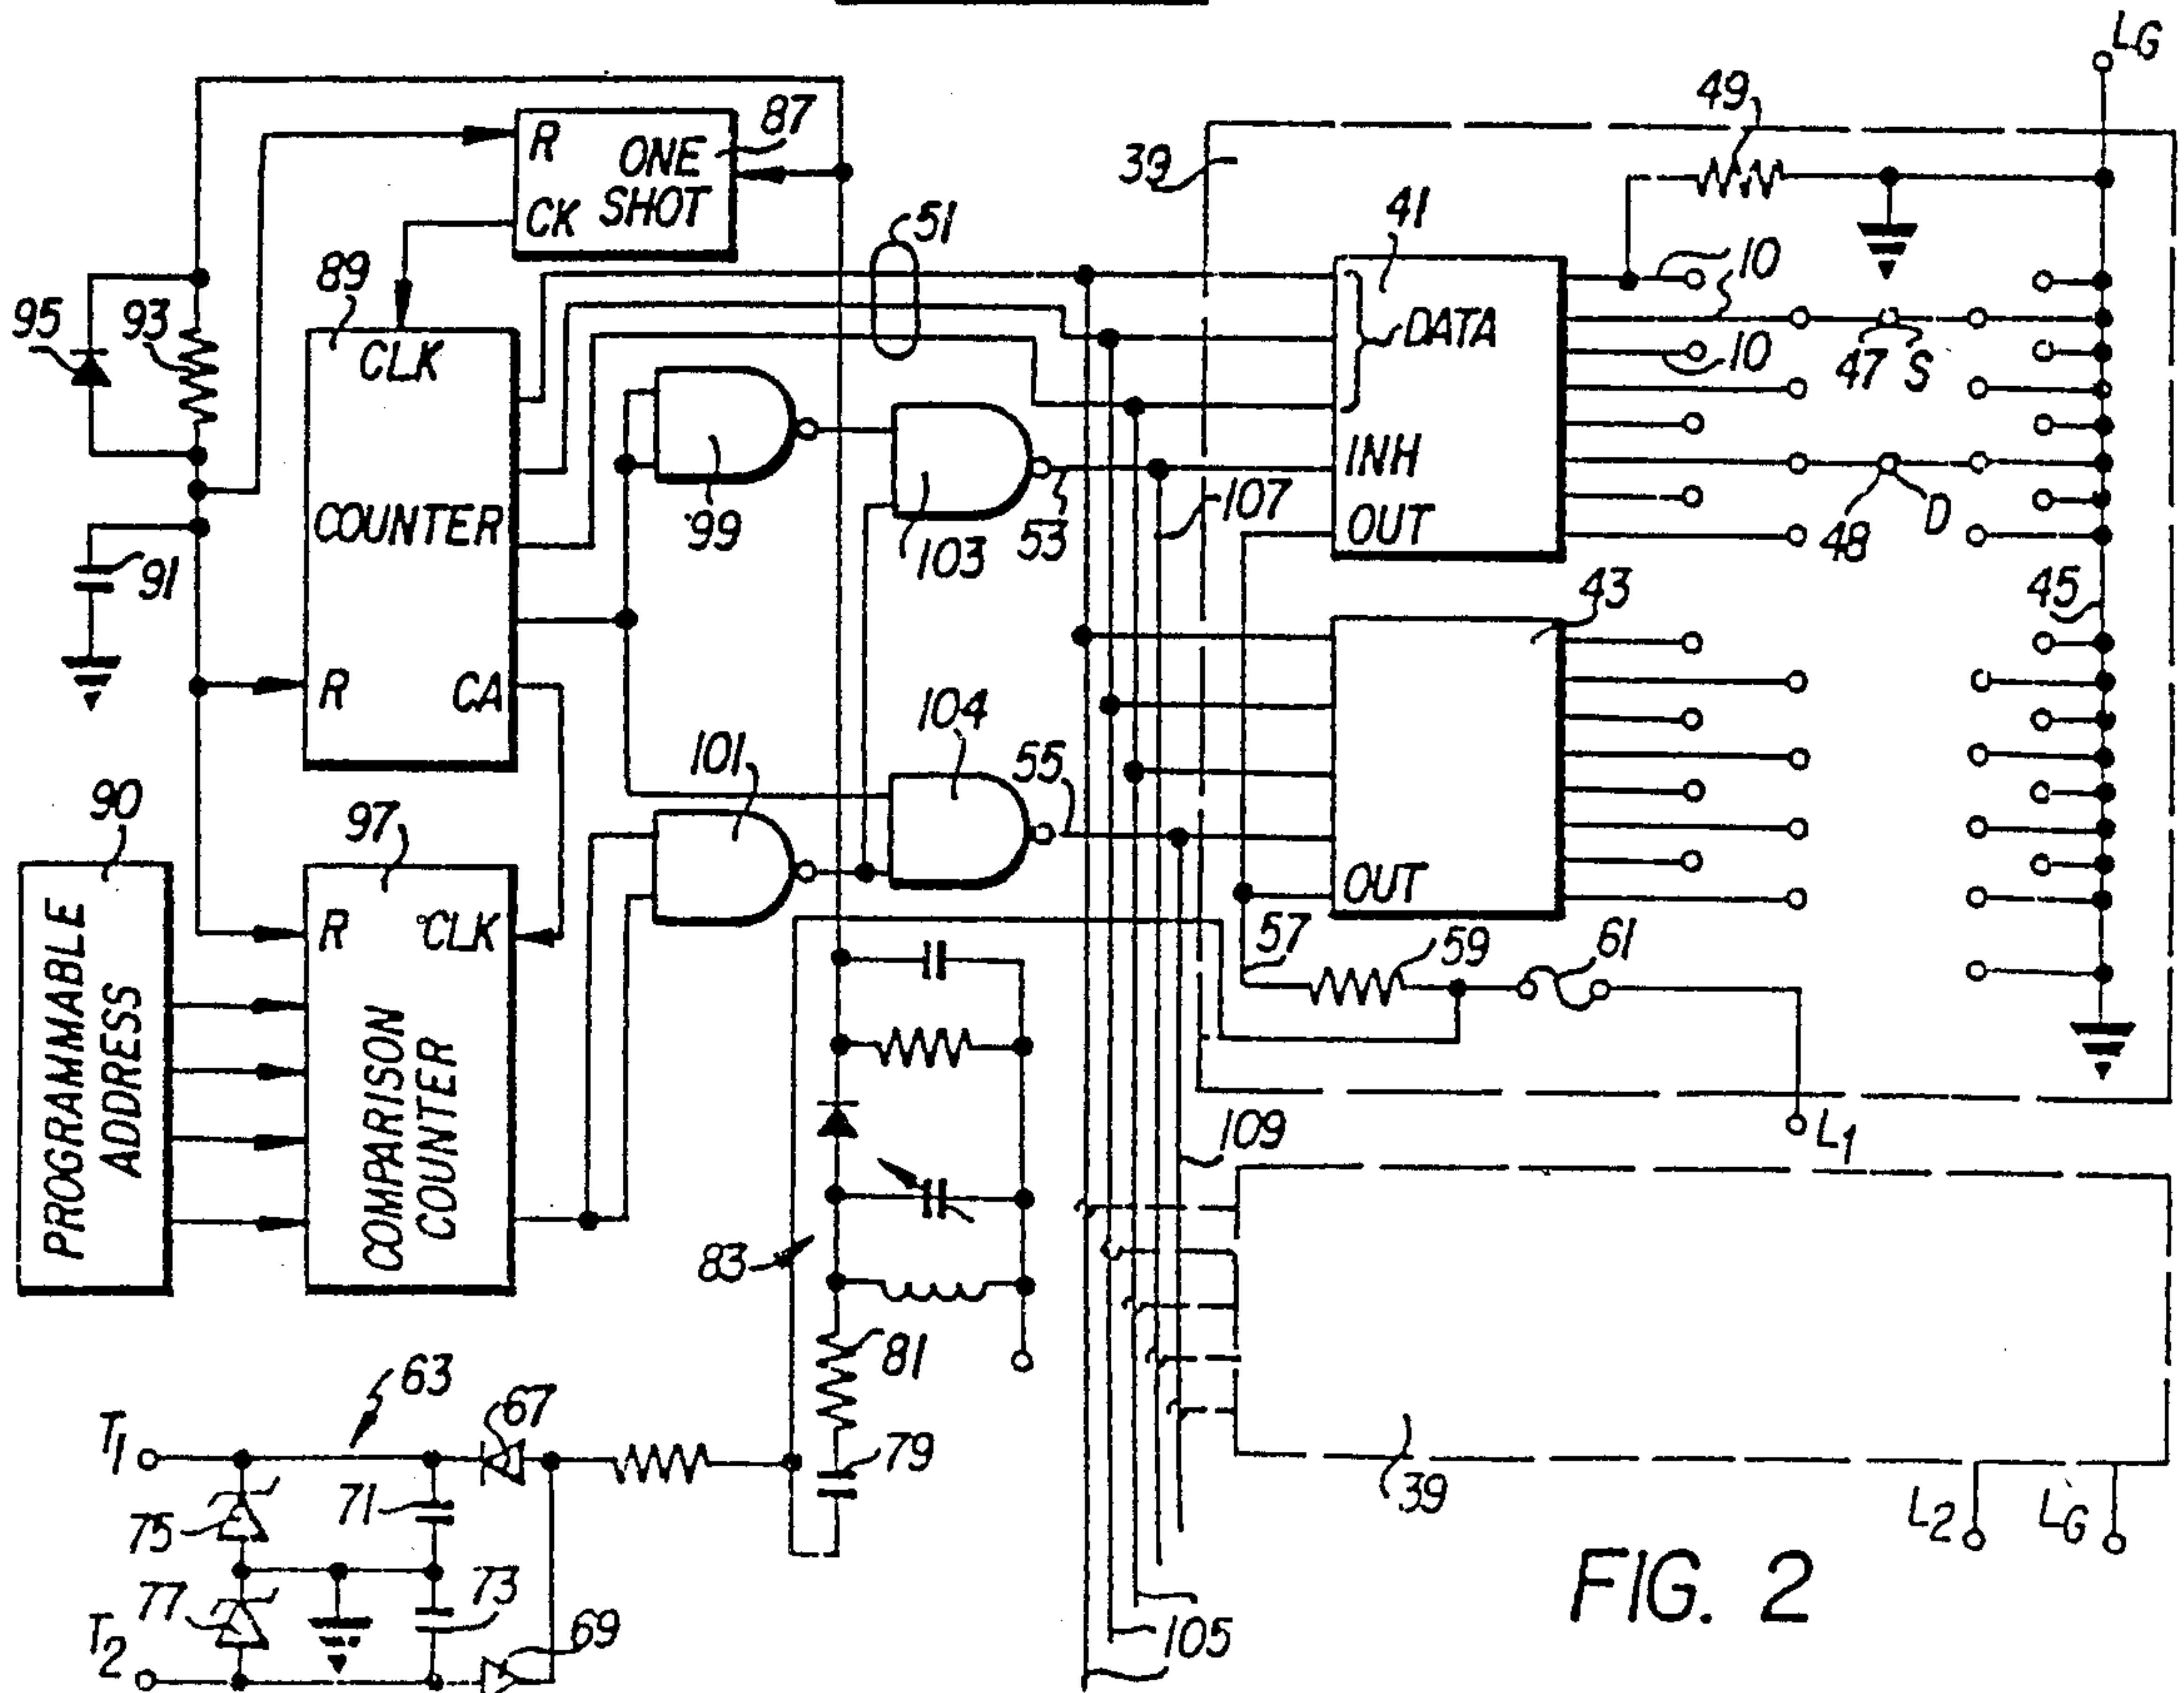 LG
49
R ONE SHOT
CK
87
39
51
41
10
89
95
93
CLK
DATA
10
47 S
INH
COUNTER
99
103
53
107
OUT
48 D
91
43
45
R CA
104
101
55
90
97
R CLK
OUT
57
59
61
PROGRAMMABLE ADDRESS
COMPARISON COUNTER
109
L1
83
81
63
67
T1
79
71
75
39
L2
LG
77
73
T2
69
105
FIG. 2